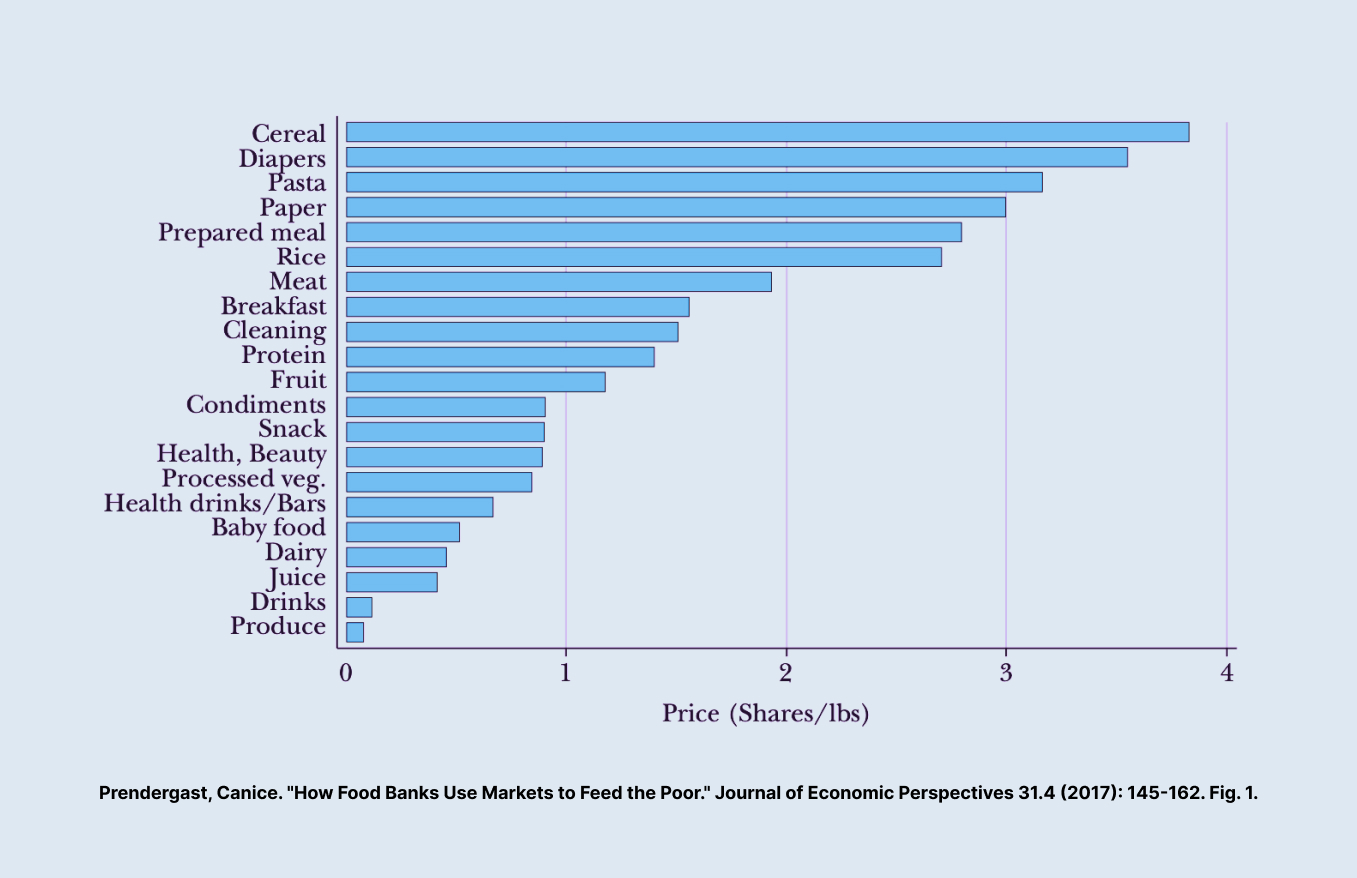 Cereal
Diapers
Pasta
Paper
Prepared meal
Rice
Meat
Breakfast
Cleaning
Protein
Fruit
Condiments
Snack
Health, Beauty
Processed veg.
Health drinks/Bars
Baby food
Dairy
Juice
Drinks
Produce
0 1 2 3 4
Price (Shares/lbs)
Prendergast, Canice. "How Food Banks Use Markets to Feed the Poor." Journal of Economic Perspectives 31.4 (2017): 145-162. Fig. 1.